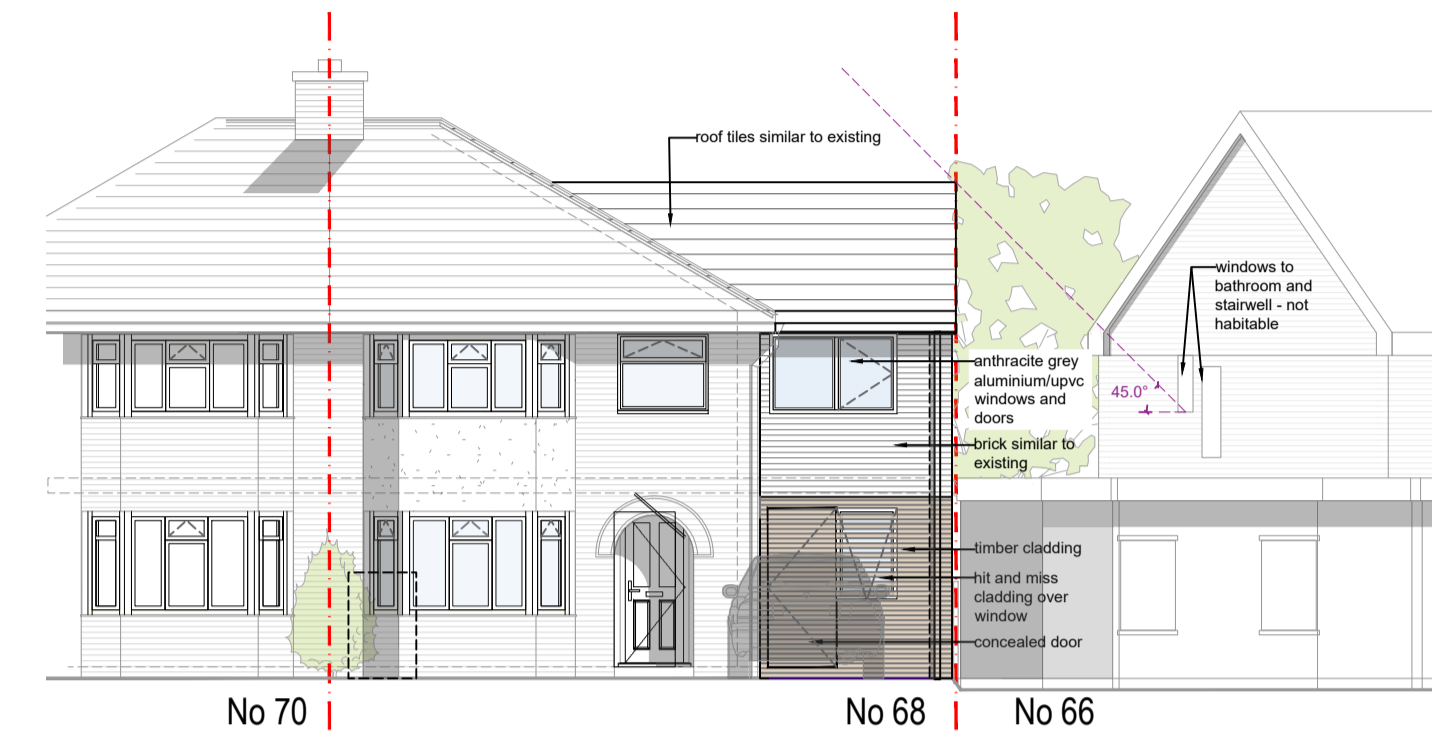 roof tiles similar to existing
windows to
bathroom and
stairwell - not
habitable
anthracite grey
aluminium/upvc
windows and
doors
45.0°
brick similar to
existing
timber cladding
hit and miss
cladding over
window
concealed door
No 70
No 68
No 66